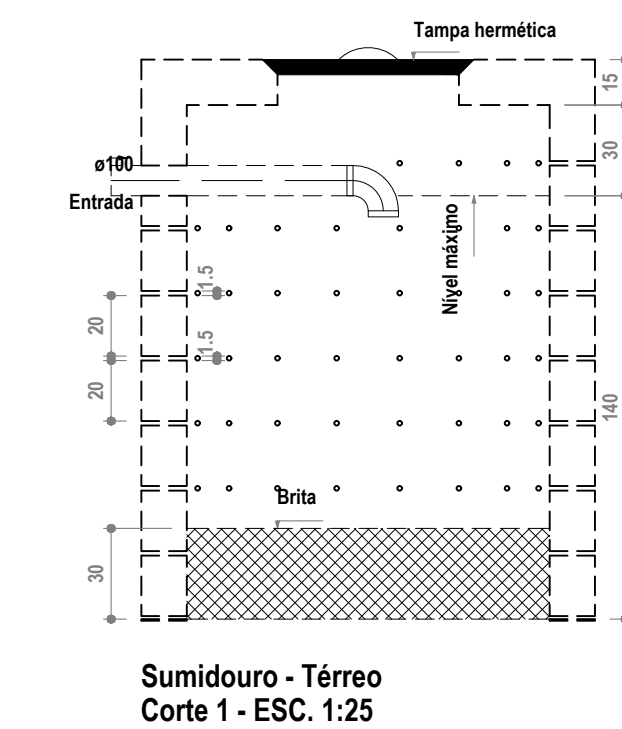 Tampa hermética
15
ø100
30
Entrada
Nível máximo
1.5
20
1.5
20
140
Brita
30
Sumidouro - Térreo
Corte 1 - ESC. 1:25